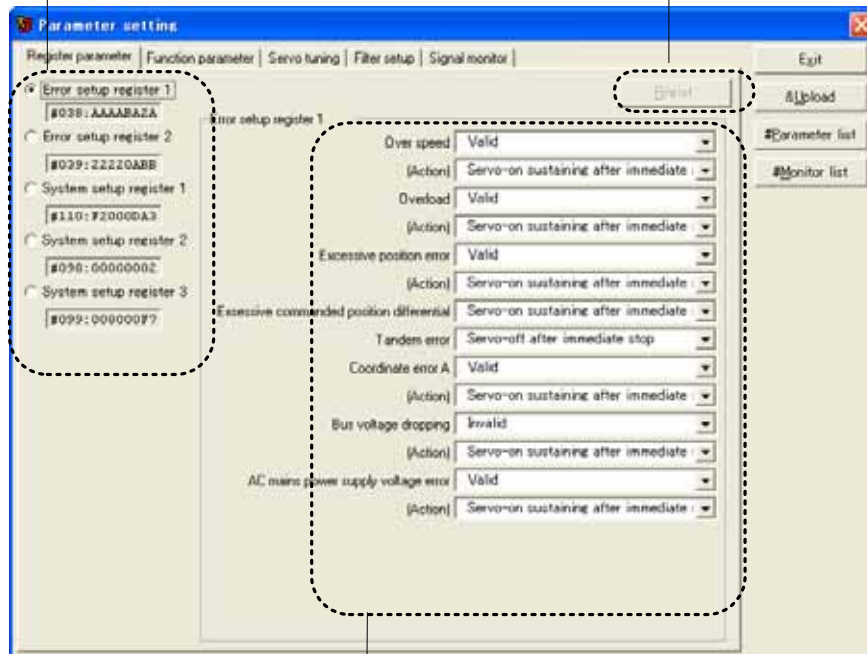 Parameter setting
Register parameter
Function parameter
Servo tuning
Filter setup
Signal monitor
Exit
&Upload
#Parameter list
#Monitor list
Error setup register 1
#038:AAAABA2A
Error setup register 2
#039:22220ABB
System setup register 1
#110:F2000DA3
System setup register 2
#098:00000002
System setup register 3
#099:000000F7
Error setup register 1
Over speed Valid
(Action) Servo-on sustaining after immediate
Overload Valid
(Action) Servo-on sustaining after immediate
Excessive position error Valid
(Action) Servo-on sustaining after immediate
Excessive commanded position differential Servo-on sustaining after immediate
Tandem error Servo-off after immediate stop
Coordinate error A Valid
(Action) Servo-on sustaining after immediate
Bus voltage dropping Invalid
(Action) Servo-on sustaining after immediate
AC mains power supply voltage error Valid
(Action) Servo-on sustaining after immediate